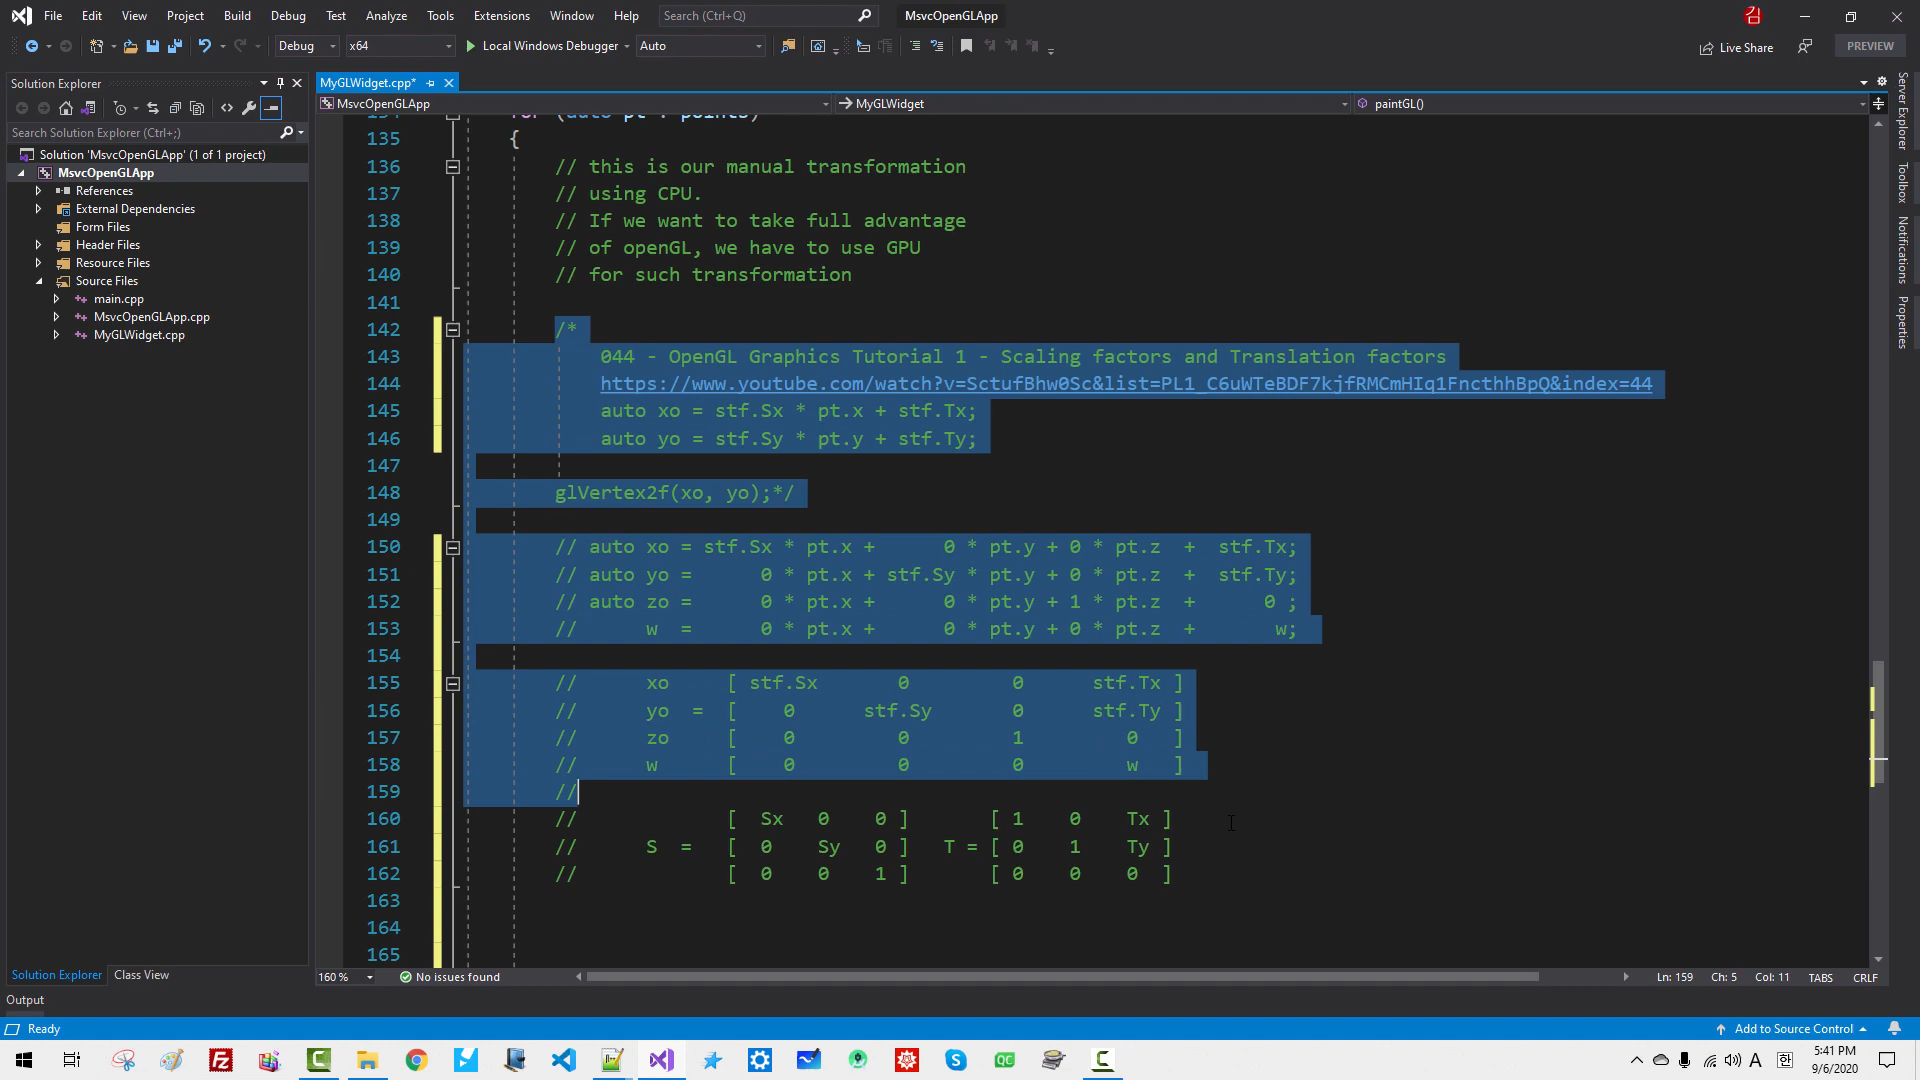 File Edit View Project Build Debug Test Analyze Tools Extensions Window Help Search (Ctrl+Q) MsvcOpenGLApp
Debug x64 Local Windows Debugger Auto Live Share PREVIEW
Solution Explorer
Search Solution Explorer (Ctrl+;)
Solution 'MsvcOpenGLApp' (1 of 1 project)
MsvcOpenGLApp
References
External Dependencies
Form Files
Header Files
Resource Files
Source Files
main.cpp
MsvcOpenGLApp.cpp
MyGLWidget.cpp
Solution Explorer Class View
Output
MyGLWidget.cpp*
MsvcOpenGLApp MyGLWidget paintGL()
134 for (auto pt : points)
135 {
136 // this is our manual transformation
137 // using CPU.
138 // If we want to take full advantage
139 // of openGL, we have to use GPU
140 // for such transformation
141
142 /*
143 044 - OpenGL Graphics Tutorial 1 - Scaling factors and Translation factors
144 https://www.youtube.com/watch?v=SctufBhw0Sc&list=PL1_C6uWTeBDF7kjfRMCmHIq1FncthhBpQ&index=44
145 auto xo = stf.Sx * pt.x + stf.Tx;
146 auto yo = stf.Sy * pt.y + stf.Ty;
147
148 glVertex2f(xo, yo);*/
149
150 // auto xo = stf.Sx * pt.x + 0 * pt.y + 0 * pt.z + stf.Tx;
151 // auto yo = 0 * pt.x + stf.Sy * pt.y + 0 * pt.z + stf.Ty;
152 // auto zo = 0 * pt.x + 0 * pt.y + 1 * pt.z + 0 ;
153 // w = 0 * pt.x + 0 * pt.y + 0 * pt.z + w;
154
155 // xo [ stf.Sx 0 0 stf.Tx ]
156 // yo = [ 0 stf.Sy 0 stf.Ty ]
157 // zo [ 0 0 1 0 ]
158 // w [ 0 0 0 w ]
159 //
160 // [ Sx 0 0 ] [ 1 0 Tx ]
161 // S = [ 0 Sy 0 ] T = [ 0 1 Ty ]
162 // [ 0 0 1 ] [ 0 0 0 ]
163
164
165
160 % No issues found Ln: 159 Ch: 5 Col: 11 TABS CRLF
Server Explorer
Toolbox
Notifications
Properties
Ready Add to Source Control
A 한 5:41 PM
9/6/2020